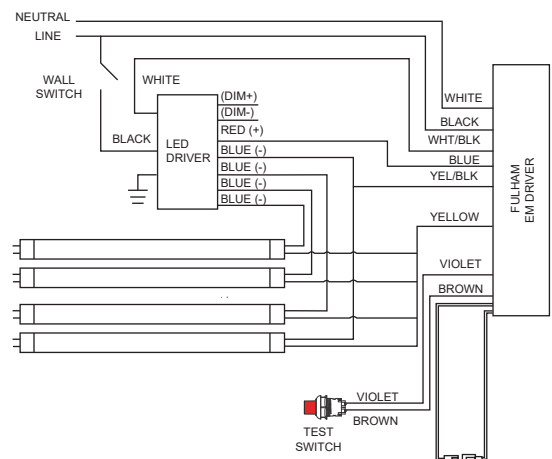 NEUTRAL
LINE
WALL
SWITCH
WHITE
BLACK
LED
DRIVER
(DIM+)
(DIM-)
RED (+)
BLUE (-)
BLUE (-)
BLUE (-)
BLUE (-)
WHITE
BLACK
WHT/BLK
BLUE
YEL/BLK
YELLOW
VIOLET
BROWN
FULHAM
EM DRIVER
VIOLET
BROWN
TEST
SWITCH